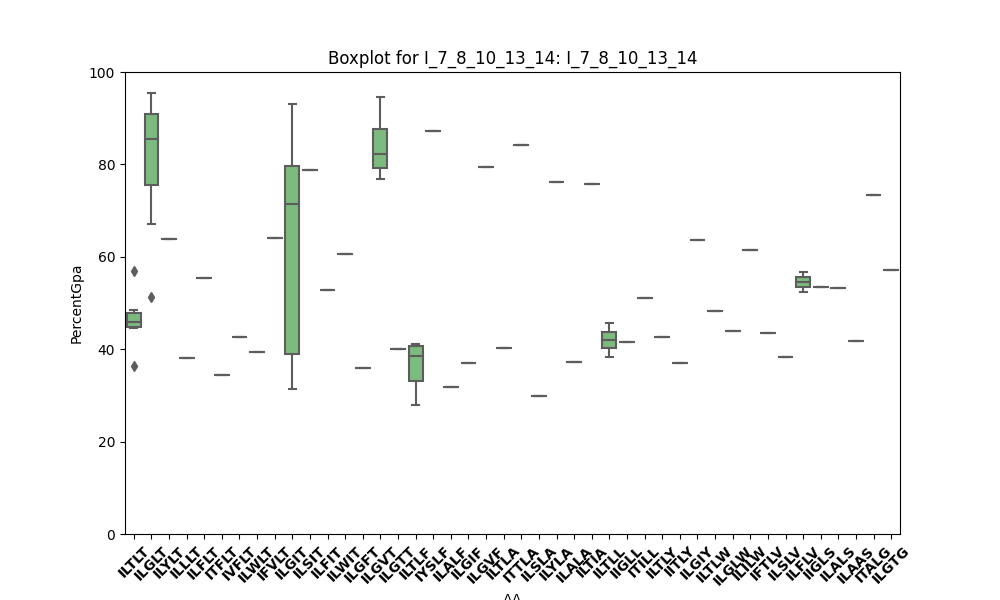 Boxplot for I_7_8_10_13_14: I_7_8_10_13_14
100
80
60
40
20
0
PercentGpa
ILTLT
ILGLT
ILYLT
ILLLT
ILFLT
ITFLT
IVFLT
ILWLT
IFVLT
ILGIT
ILSIT
ILFIT
ILWIT
ILGFT
ILGVT
ILGTT
ILTLF
IYSLF
ILALF
ILGIF
ILGVF
ILTLA
ITTLA
ILSLA
ILYLA
ILALA
ILTIA
ILTLL
IIGLL
ITILL
ILTLY
IITLY
ILGIY
ILTLW
ILGLW
ILILW
IFTLV
ILSLV
ILFLV
IIGLS
ILALS
ILAAS
ITALG
ILGTG
AA